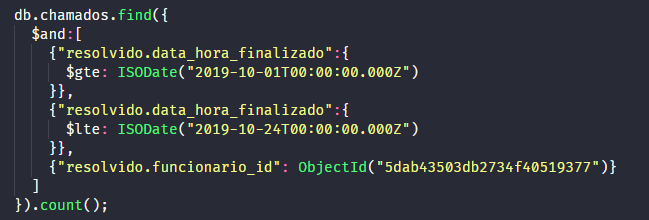 db.chamados.find({
$and:[
{"resolvido.data_hora_finalizado":{
$gte: ISODate("2019-10-01T00:00:00.000Z")
}},
{"resolvido.data_hora_finalizado":{
$lte: ISODate("2019-10-24T00:00:00.000Z")
}},
{"resolvido.funcionario_id": ObjectId("5dab43503db2734f40519377")}
]
}).count();